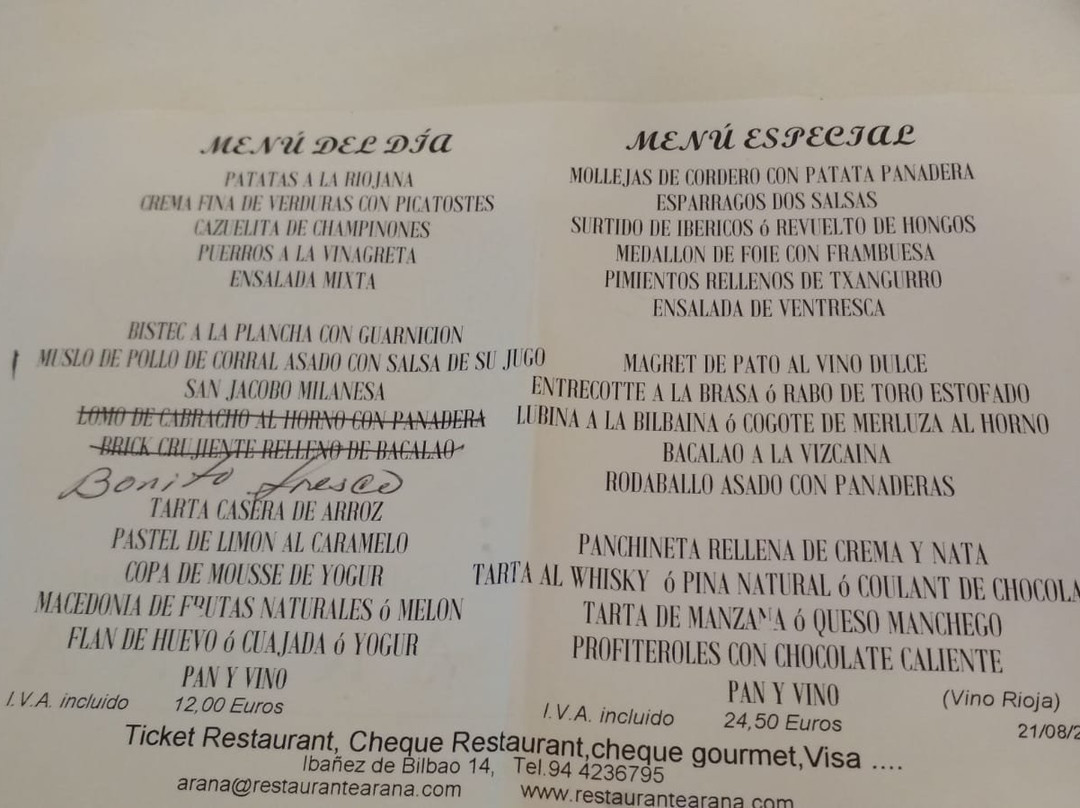 MENÚ DEL DÍA
PATATAS A LA RIOJANA
CREMA FINA DE VERDURAS CON PICATOSTES
CAZUELITA DE CHAMPINONES
PUERROS A LA VINAGRETA
ENSALADA MIXTA
BISTEC A LA PLANCHA CON GUARNICION
MUSLO DE POLLO DE CORRAL ASADO CON SALSA DE SU JUGO
SAN JACOBO MILANESA
LOMO DE CABRACHO AL HORNO CON PANADERA
BRICK CRUJIENTE RELLENO DE BACALAO
Bonito fresco
TARTA CASERA DE ARROZ
PASTEL DE LIMON AL CARAMELO
COPA DE MOUSSE DE YOGUR
MACEDONIA DE FRUTAS NATURALES ó MELON
FLAN DE HUEVO ó CUAJADA ó YOGUR
PAN Y VINO
I.V.A. incluido 12,00 Euros
MENÚ ESPECIAL
MOLLEJAS DE CORDERO CON PATATA PANADERA
ESPARRAGOS DOS SALSAS
SURTIDO DE IBERICOS ó REVUELTO DE HONGOS
MEDALLON DE FOIE CON FRAMBUESA
PIMIENTOS RELLENOS DE TXANGURRO
ENSALADA DE VENTRESCA
MAGRET DE PATO AL VINO DULCE
ENTRECOTTE A LA BRASA ó RABO DE TORO ESTOFADO
LUBINA A LA BILBAINA ó COGOTE DE MERLUZA AL HORNO
BACALAO A LA VIZCAINA
RODABALLO ASADO CON PANADERAS
PANCHINETA RELLENA DE CREMA Y NATA
TARTA AL WHISKY ó PINA NATURAL ó COULANT DE CHOCOLA
TARTA DE MANZANA ó QUESO MANCHEGO
PROFITEROLES CON CHOCOLATE CALIENTE
PAN Y VINO (Vino Rioja)
I.V.A. incluido 24,50 Euros
21/08/2
Ticket Restaurant, Cheque Restaurant,cheque gourmet,Visa ....
Ibañez de Bilbao 14, Tel.94 4236795
arana@restaurantearana.com www.restaurantearana.com